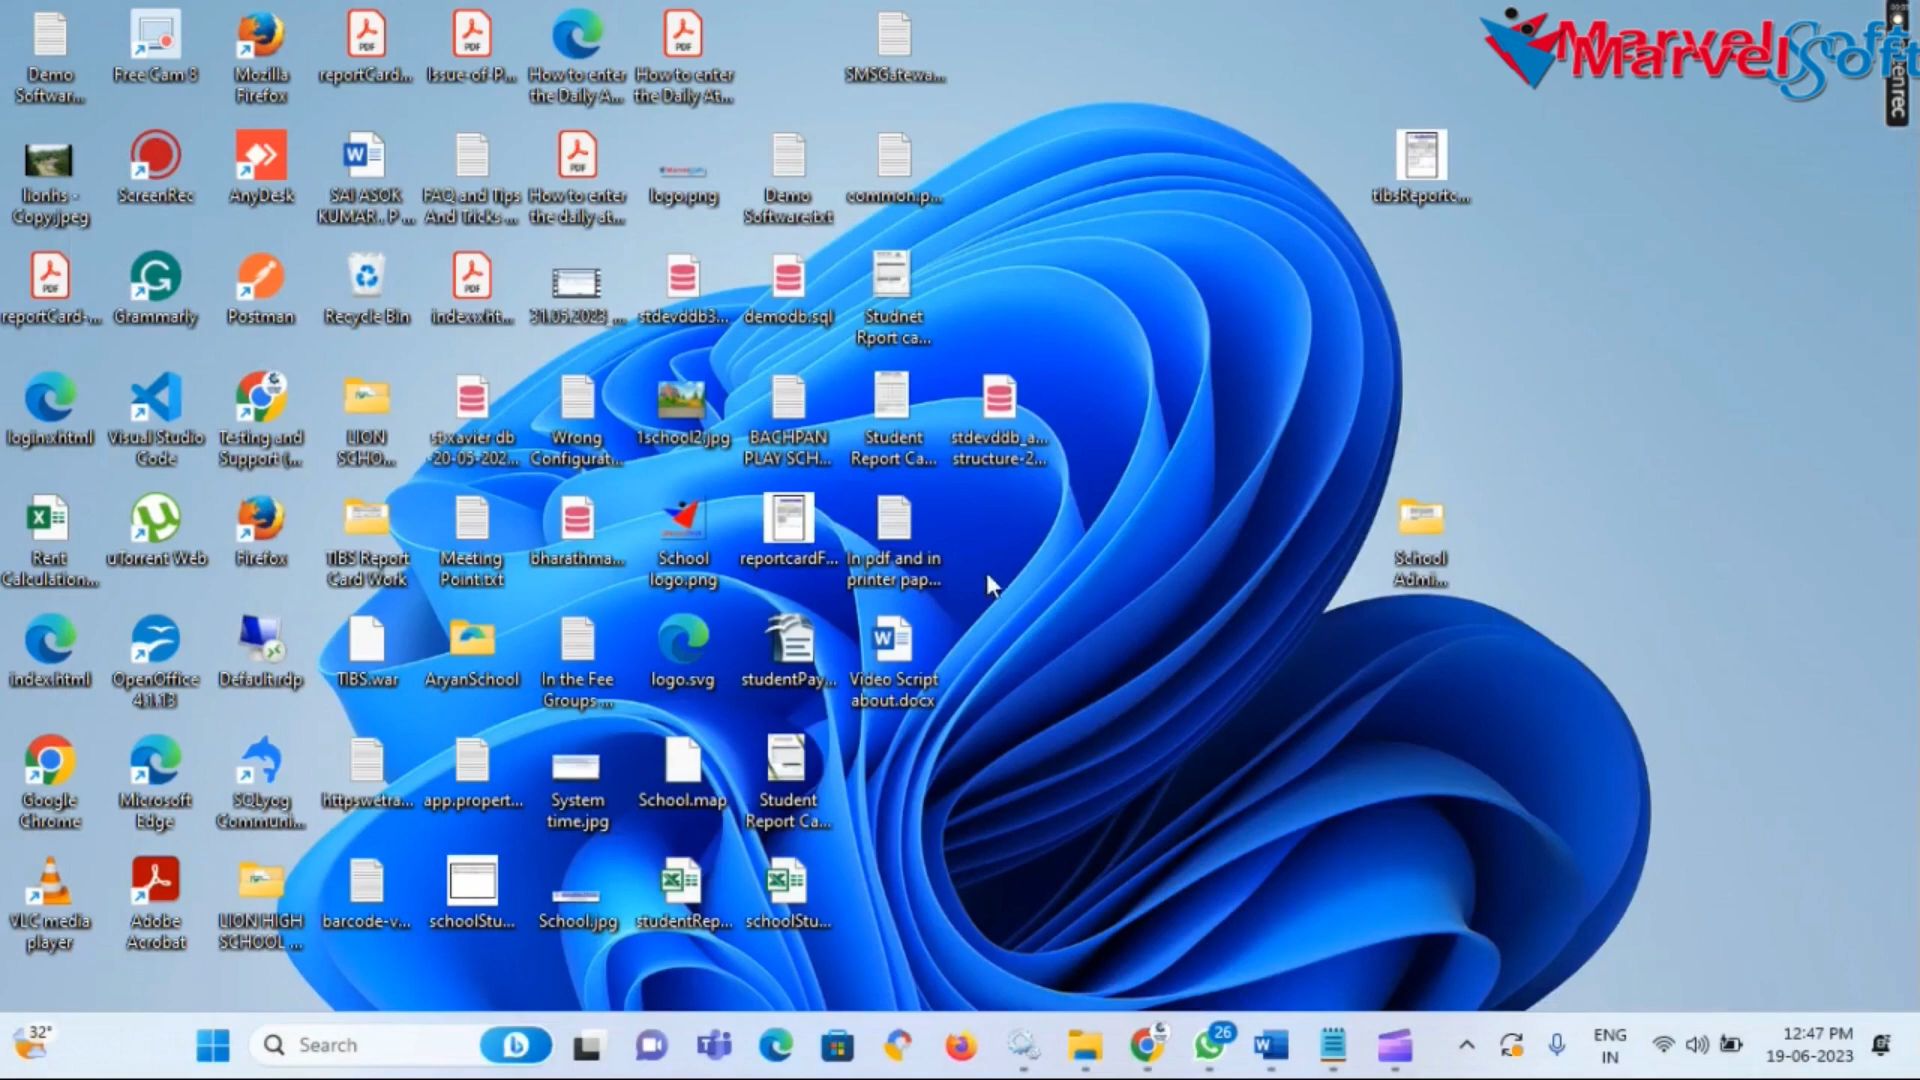 Demo
Softwar...
Free Cam 8
Mozilla
Firefox
reportCard...
Issue-of-P...
How to enter
the Daily A...
How to enter
the Daily At...
SMSGatewa...
MarvelSoft
MarvelSoft
lionhs -
Copy.jpeg
ScreenRec
AnyDesk
SAI ASOK
KUMAR.. P ...
FAQ and Tips
And Tricks ...
How to enter
the daily at...
logo.png
Demo
Software.txt
common.p...
tibsReportc...
reportCard-...
Grammarly
Postman
Recycle Bin
index.xht...
31.05.2023_...
stdevddb3...
demodb.sql
Studnet
Rport ca...
login.xhtml
Visual Studio
Code
Testing and
Support (...
LION
SCHO...
st xavier db
-20-05-202...
Wrong
Configurat...
1school2.jpg
BACHPAN
PLAY SCH...
Student
Report Ca...
stdevddb_a...
structure-2...
Rent
Calculation...
uTorrent Web
Firefox
TIBS Report
Card Work
Meeting
Point.txt
bharathma...
School
logo.png
reportcardF...
In pdf and in
printer pap...
School
Admi...
index.html
OpenOffice
4.1.13
Default.rdp
TIBS.war
AryanSchool
In the Fee
Groups ...
logo.svg
studentPay...
Video Script
about.docx
Google
Chrome
Microsoft
Edge
SQLyog
Communi...
httpswetra...
app.propert...
System
time.jpg
School.map
Student
Report Ca...
VLC media
player
Adobe
Acrobat
LION HIGH
SCHOOL ...
barcode-v...
schoolStu...
School.jpg
studentRep...
schoolStu...
32°
Search
26
ENG
IN
12:47 PM
19-06-2023